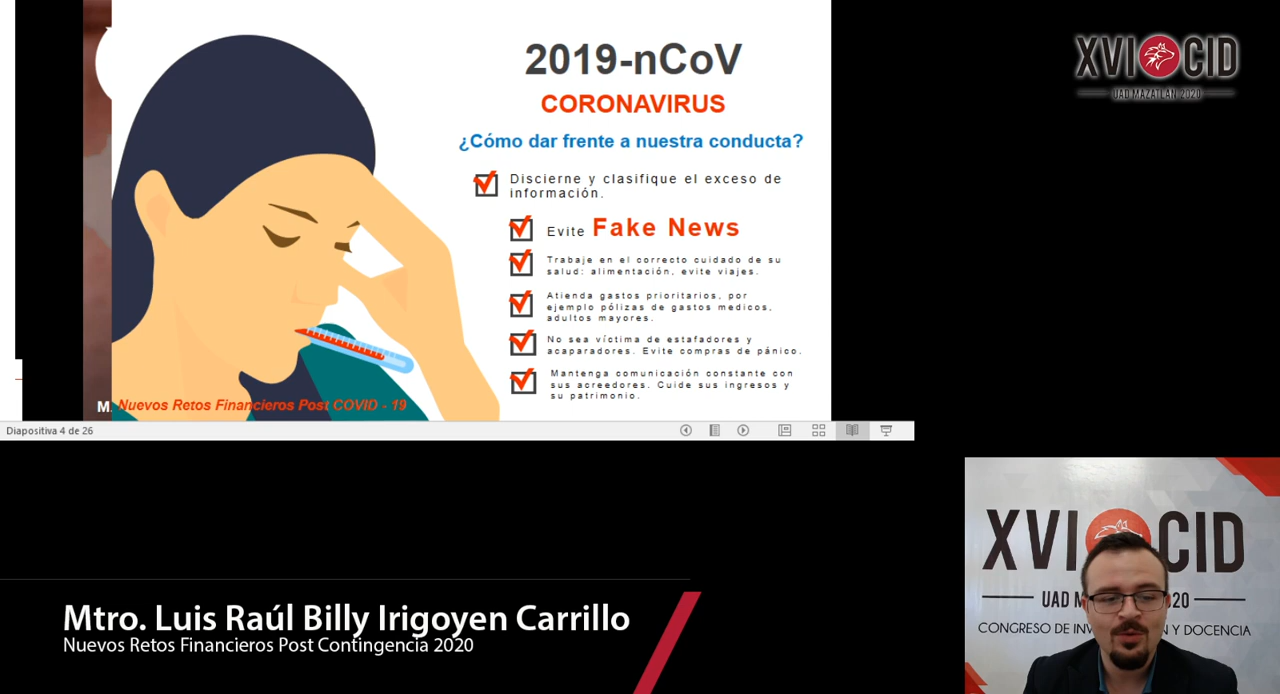 2019-nCoV
CORONAVIRUS
¿Cómo dar frente a nuestra conducta?
Discierne y clasifique el exceso de
información.
Evite Fake News
Trabaje en el correcto cuidado de su
salud: alimentación, evite viajes.
Atienda gastos prioritarios, por
ejemplo pólizas de gastos medicos,
adultos mayores.
No sea víctima de estafadores y
acaparadores. Evite compras de pánico.
Mantenga comunicación constante con
sus acreedores. Cuide sus ingresos y
su patrimonio.
M. Nuevos Retos Financieros Post COVID - 19
Diapositiva 4 de 26
XVI CID
UAD MAZATLÁN 2020
Mtro. Luis Raúl Billy Irigoyen Carrillo
Nuevos Retos Financieros Post Contingencia 2020
XVI CID
UAD M 20
CONGRESO DE INV N Y DOCENCIA